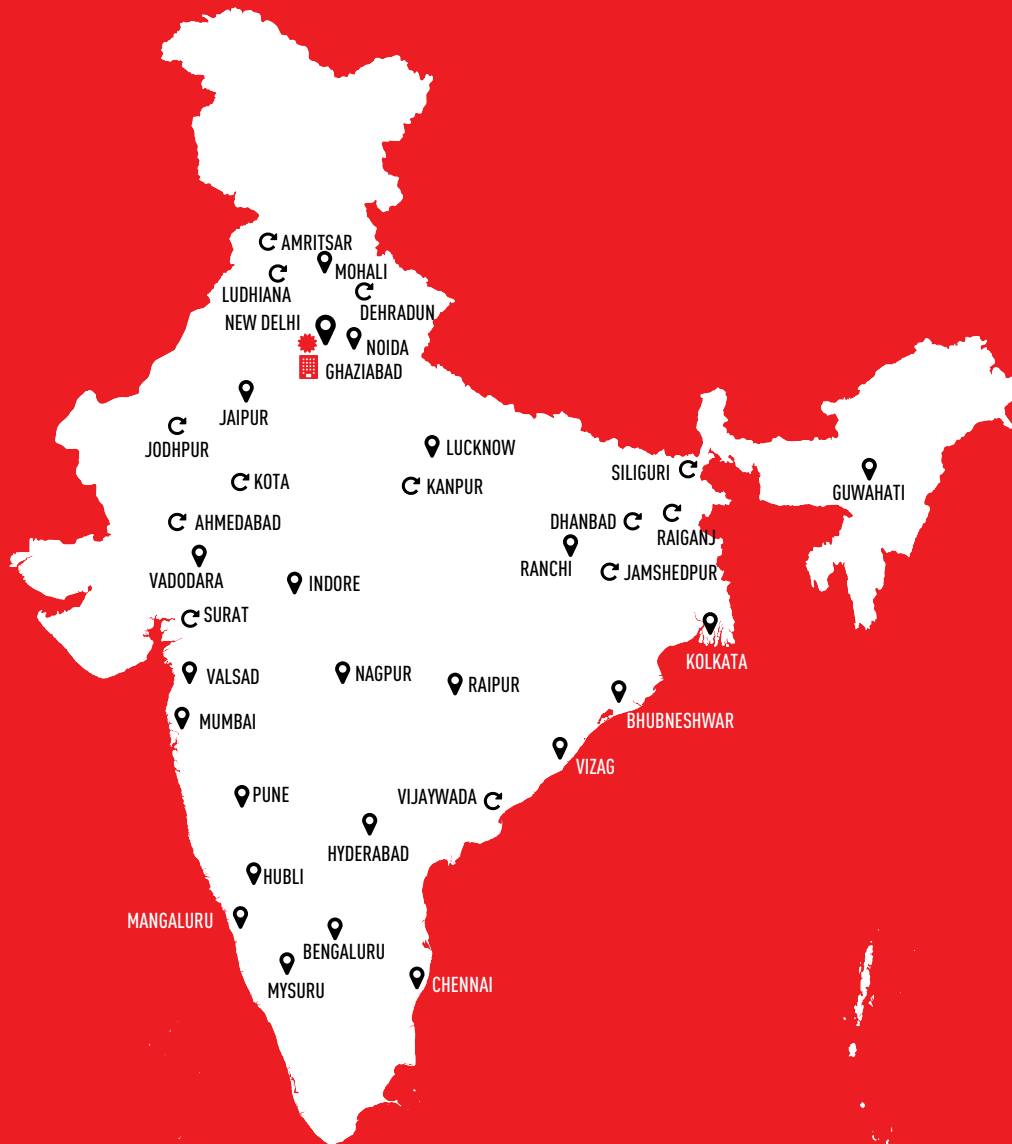 AMRITSAR
MOHALI
LUDHIANA
DEHRADUN
NEW DELHI
NOIDA
GHAZIABAD
JAIPUR
JODHPUR
LUCKNOW
SILIGURI
KOTA
KANPUR
GUWAHATI
AHMEDABAD
DHANBAD
RAIGANJ
RANCHI
JAMSHEDPUR
VADODARA
INDORE
SURAT
KOLKATA
VALSAD
NAGPUR
RAIPUR
MUMBAI
BHUBNESHWAR
VIZAG
PUNE
VIJAYWADA
HYDERABAD
HUBLI
MANGALURU
BENGALURU
MYSURU
CHENNAI